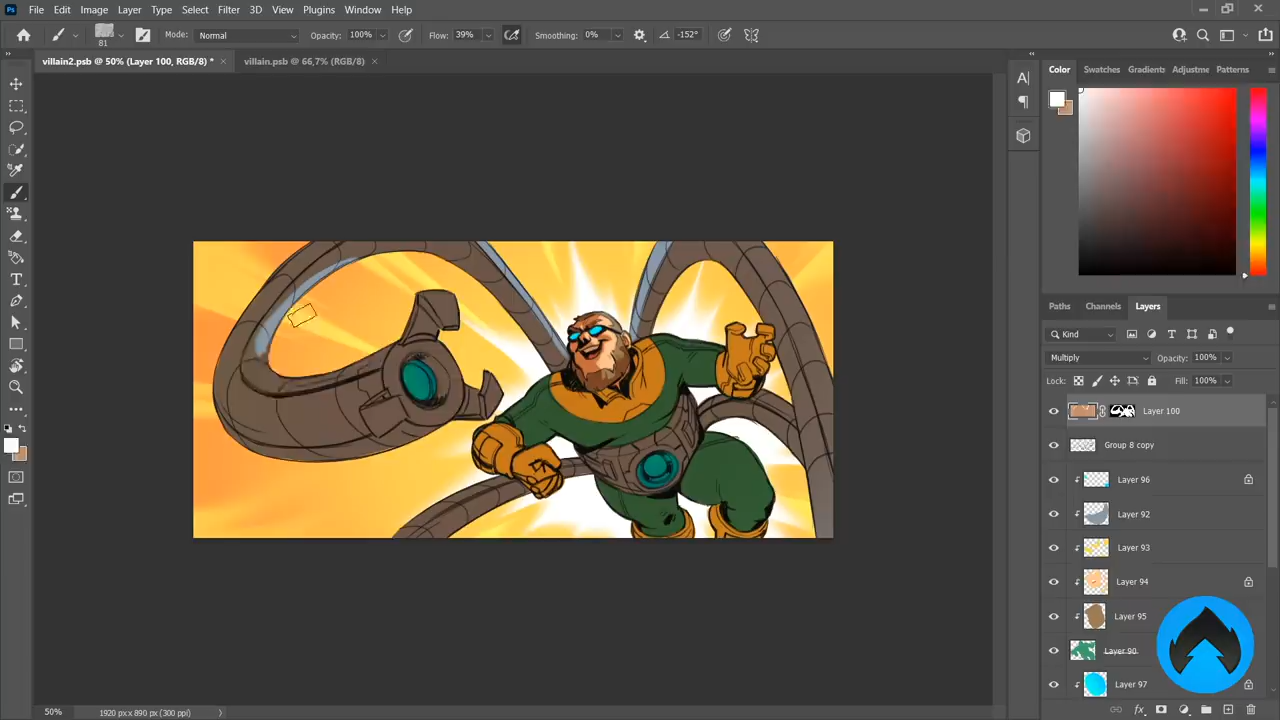 Ps File Edit Image Layer Type Select Filter 3D View Plugins Window Help
81 Mode: Normal Opacity: 100% Flow: 39% Smoothing: 0% -152°
villain2.psb @ 50% (Layer 100, RGB/8) * villain.psb @ 66,7% (RGB/8)
Color Swatches Gradients Adjustme Patterns
Paths Channels Layers
Kind
Multiply Opacity: 100%
Lock: Fill: 100%
Layer 100
Group 8 copy
Layer 96
Layer 92
Layer 93
Layer 94
Layer 95
Layer 90
Layer 97
50% 1920 px x 890 px (300 ppi)